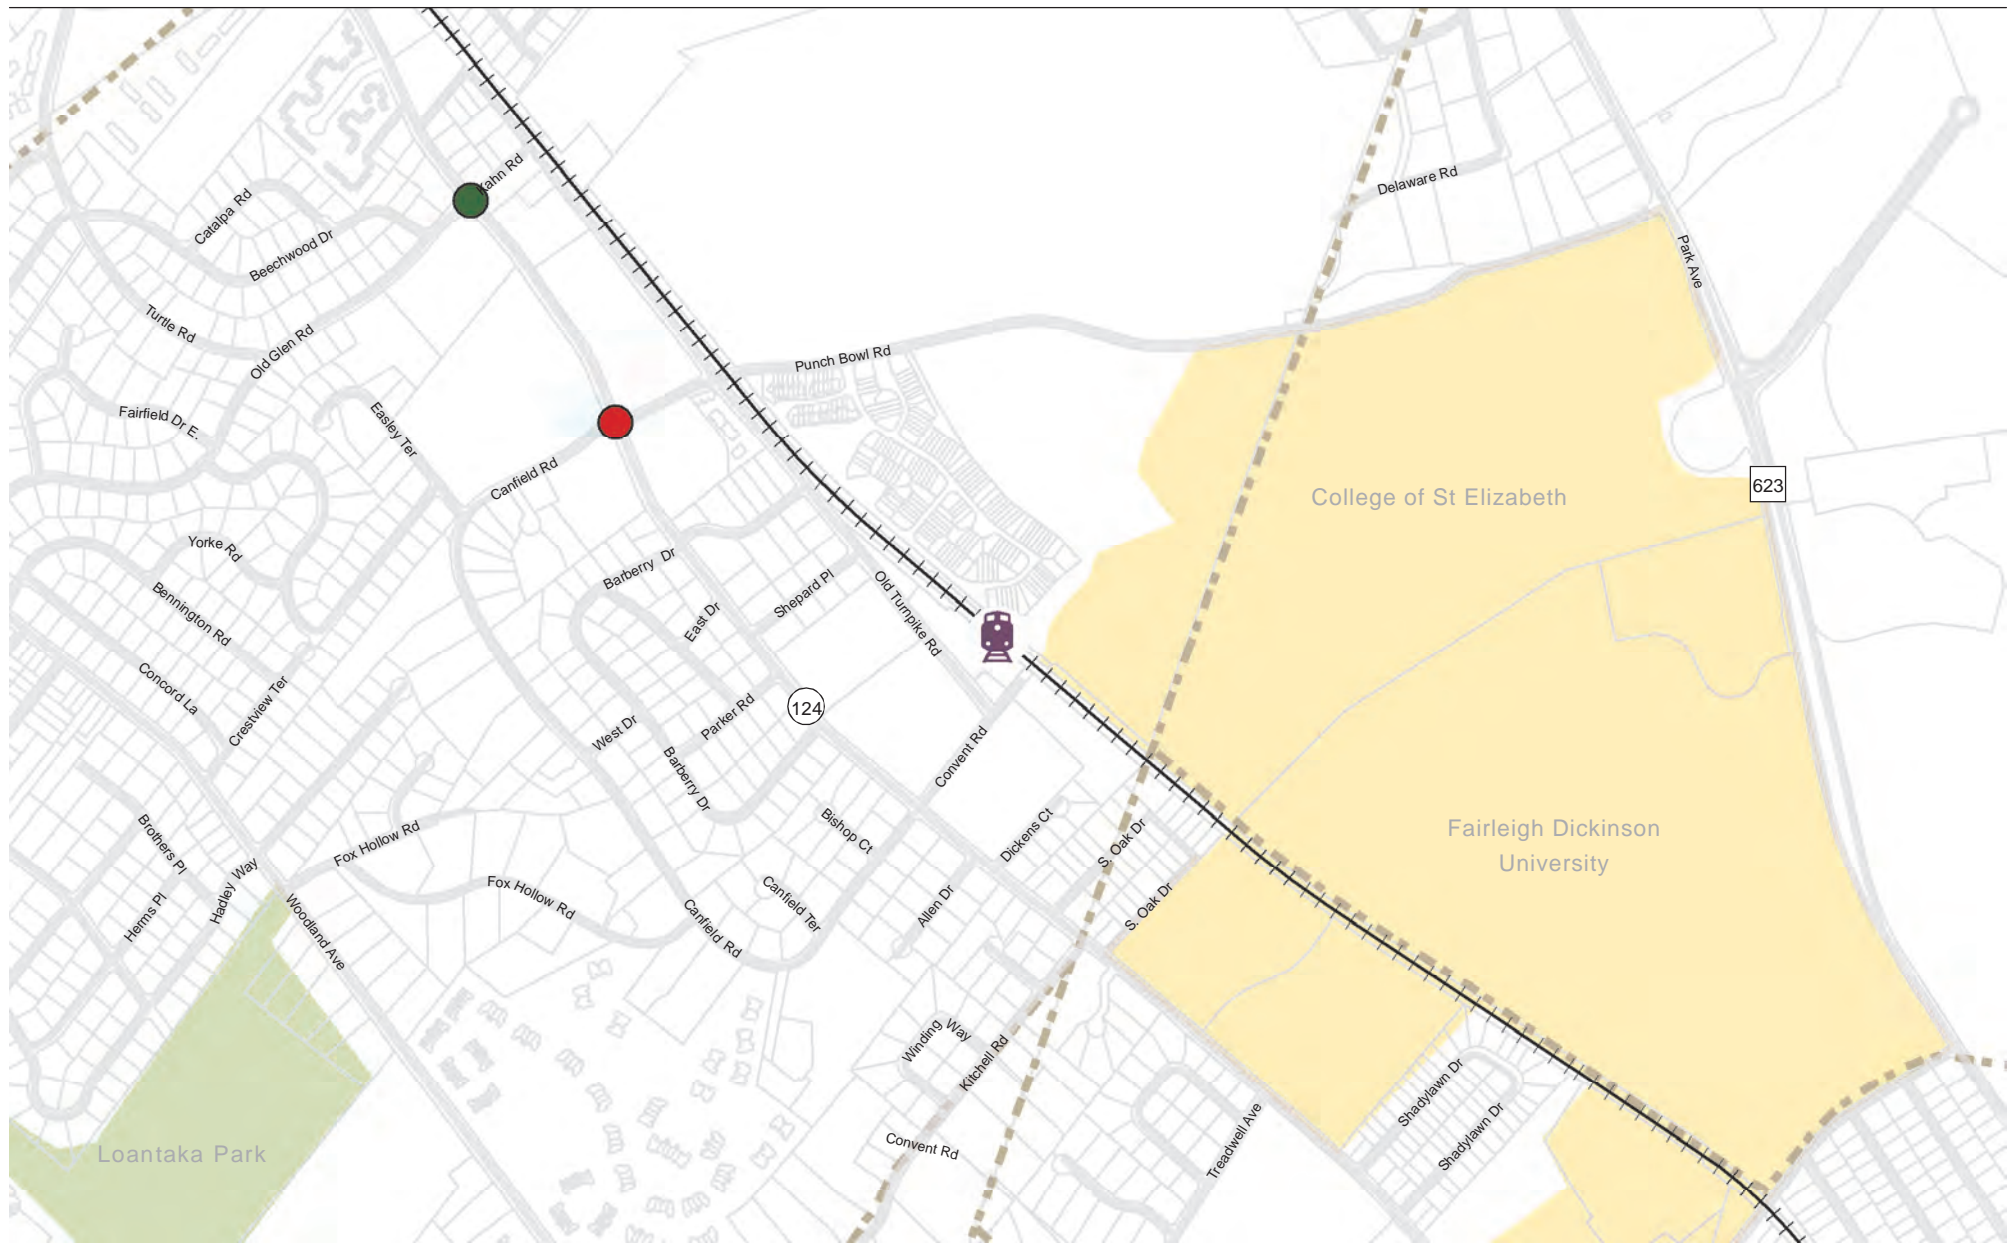 Kahn Rd
Delaware Rd
Catalpa Rd
Beechwood Dr
Park Ave
Turtle Rd
Old Glen Rd
Punch Bowl Rd
Fairfield Dr E.
Easley Ter
Canfield Rd
623
College of St Elizabeth
Yorke Rd
Barberry Dr
Shepard Pl
Old Turnpike Rd
Bennington Rd
East Dr
Concord La
Crestview Ter
124
Parker Rd
West Dr
Convent Rd
Barberry Dr
Brothers Pl
Fox Hollow Rd
Bishop Ct
Dickens Ct
S. Oak Dr
Fairleigh Dickinson
University
Herms Pl
Hadley Way
Fox Hollow Rd
Canfield Ter
Allen Dr
S. Oak Dr
Woodland Ave
Canfield Rd
Winding Way
Kitchell Rd
Shadylawn Dr
Shadylawn Dr
Treadwell Ave
Convent Rd
Loantaka Park